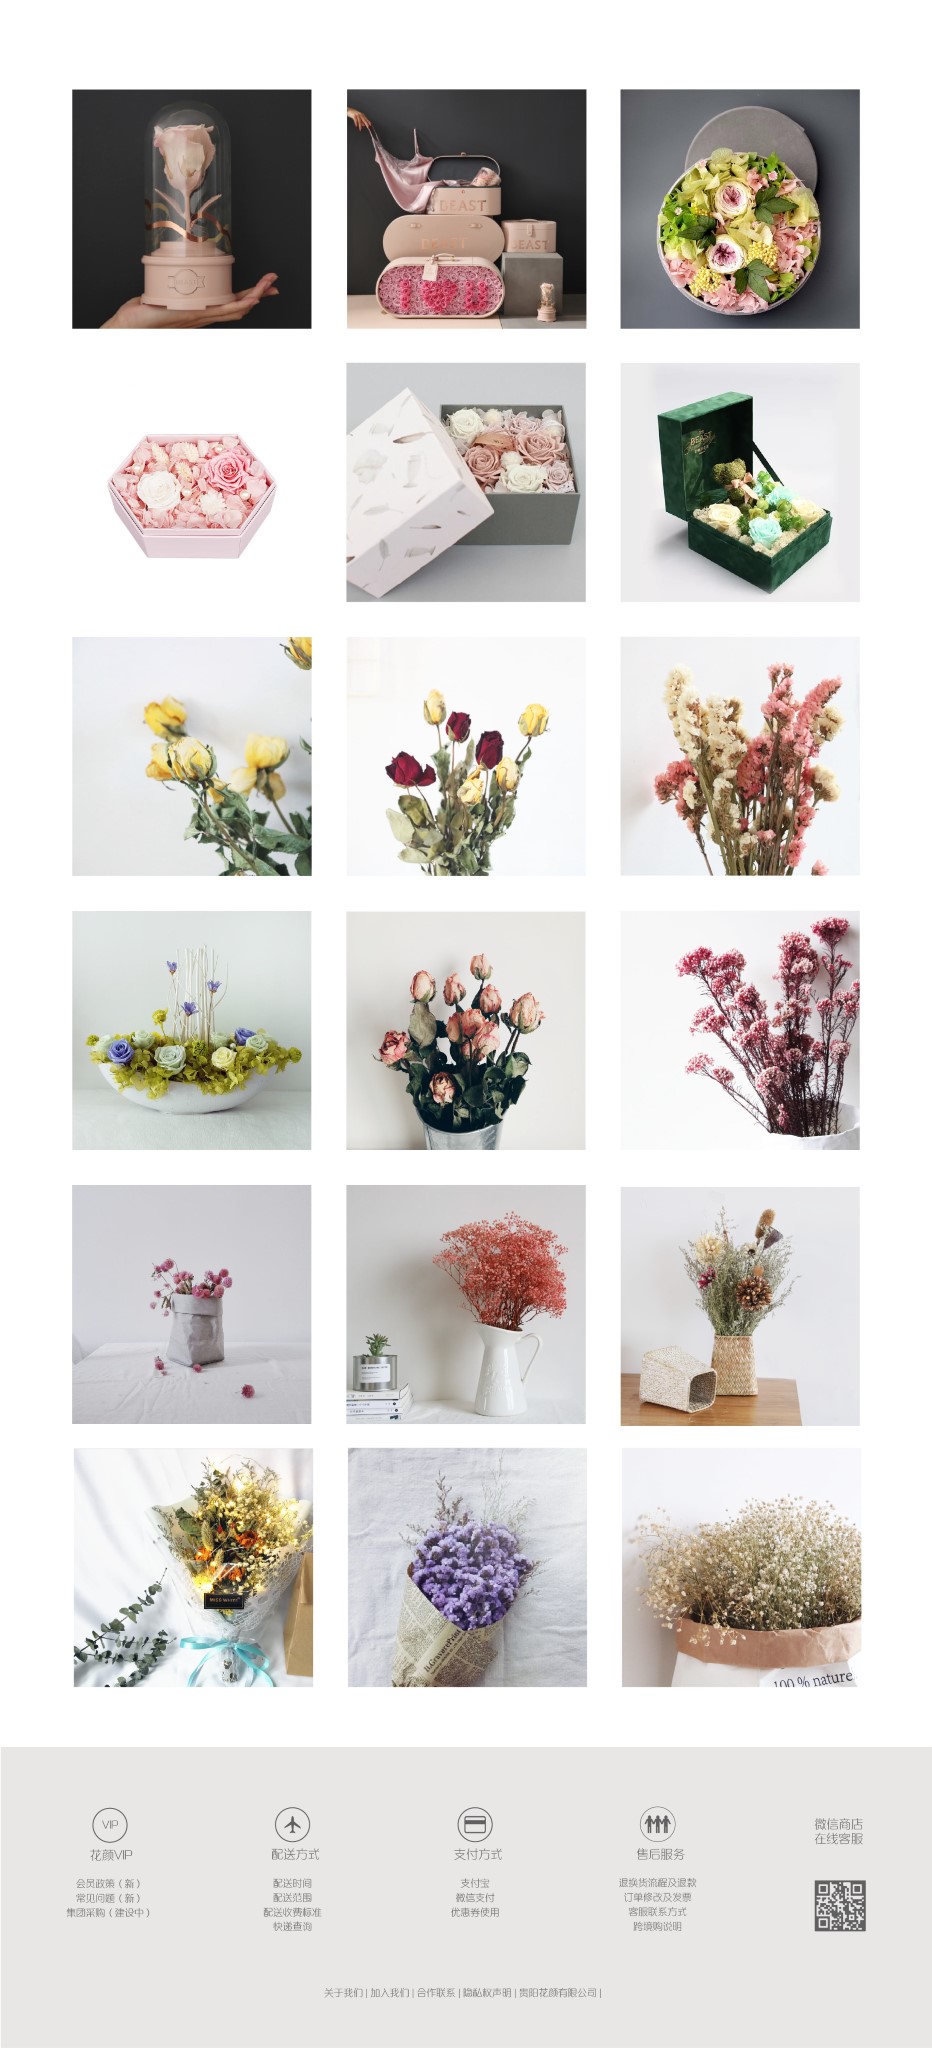 BEAST
BEAST
BEAST
MISS WHITE
100 % nature
VIP
花颜VIP
会员政策（新）
常见问题（新）
集团采购（建设中）
配送方式
配送时间
配送范围
配送收费标准
快递查询
支付方式
支付宝
微信支付
优惠券使用
售后服务
退换货流程及退款
订单修改及发票
客服联系方式
跨境购说明
微信商店
在线客服
关于我们 | 加入我们 | 合作联系 | 隐私权声明 | 贵阳花颜有限公司 |